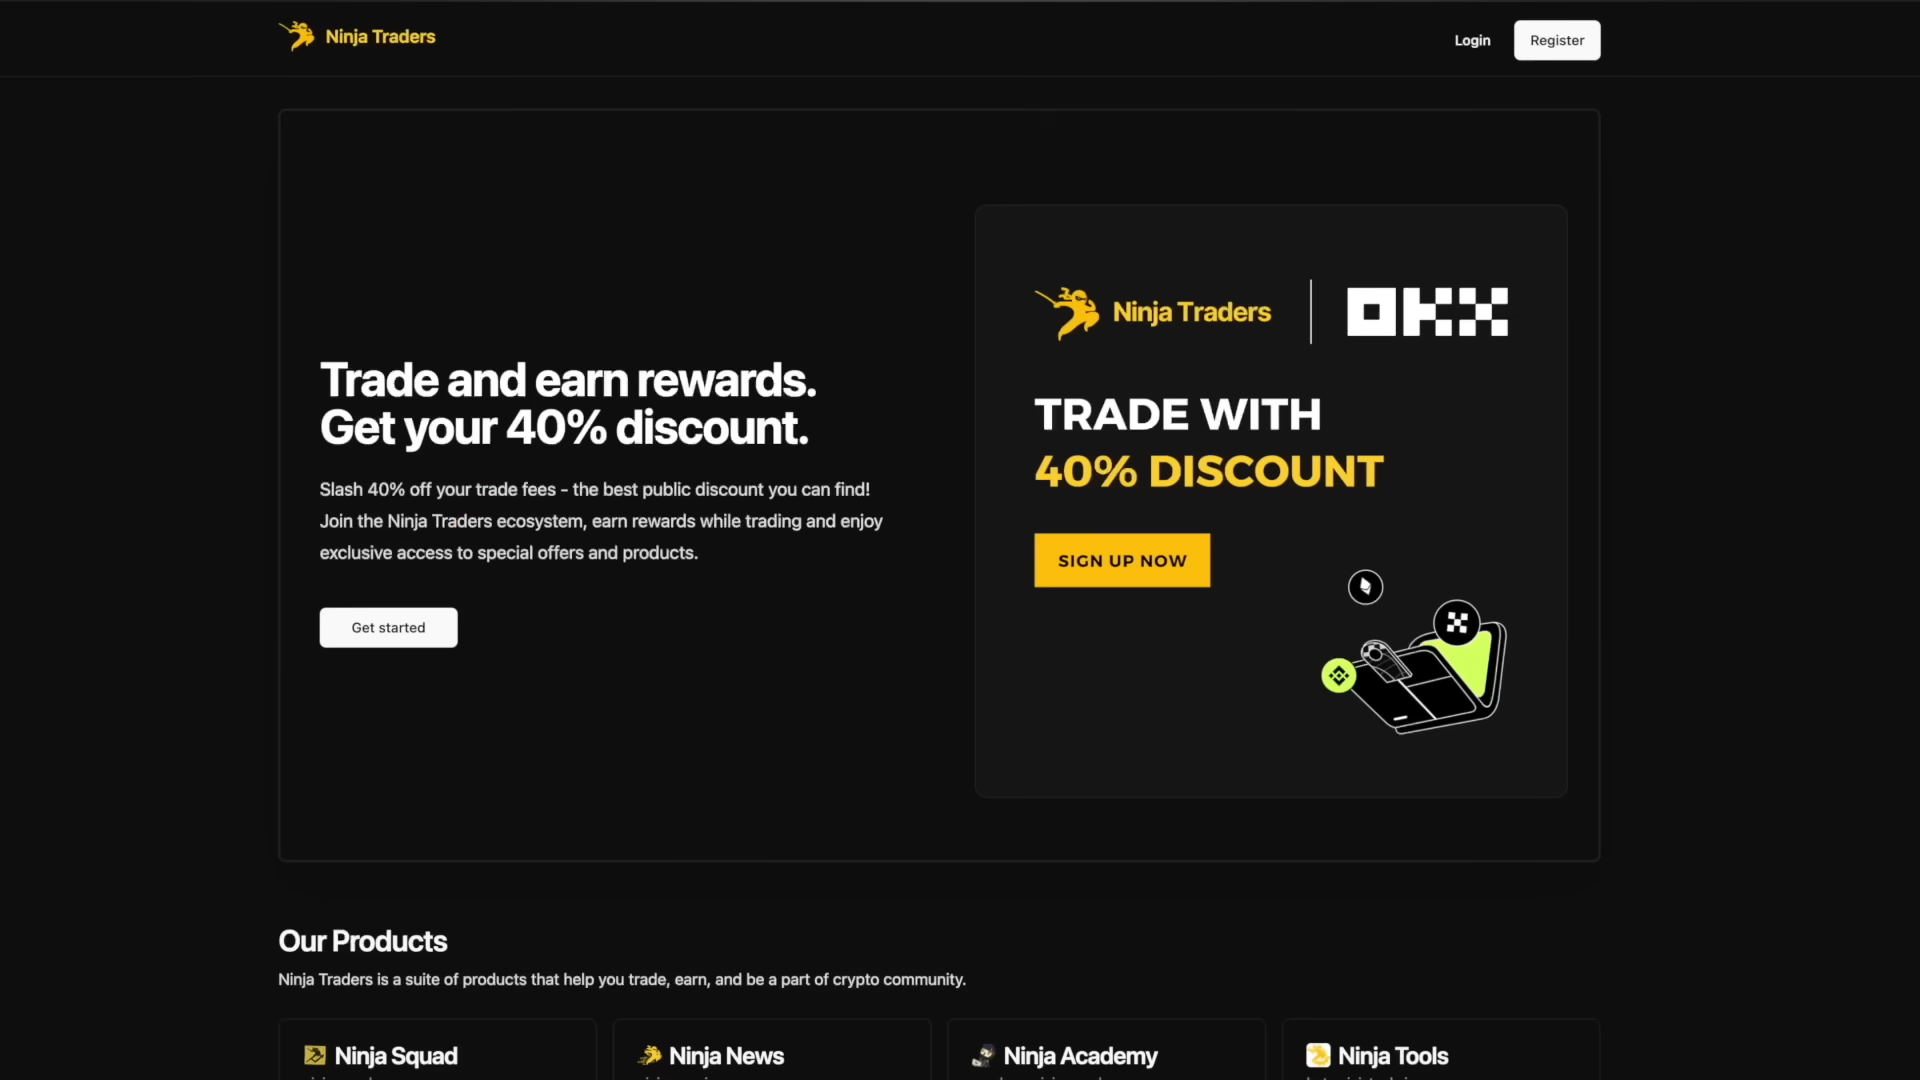 Ninja Traders
Login
Register
Trade and earn rewards.
Get your 40% discount.
Slash 40% off your trade fees - the best public discount you can find!
Join the Ninja Traders ecosystem, earn rewards while trading and enjoy
exclusive access to special offers and products.
Get started
Ninja Traders
OKX
TRADE WITH
40% DISCOUNT
SIGN UP NOW
Our Products
Ninja Traders is a suite of products that help you trade, earn, and be a part of crypto community.
Ninja Squad
Ninja News
Ninja Academy
Ninja Tools